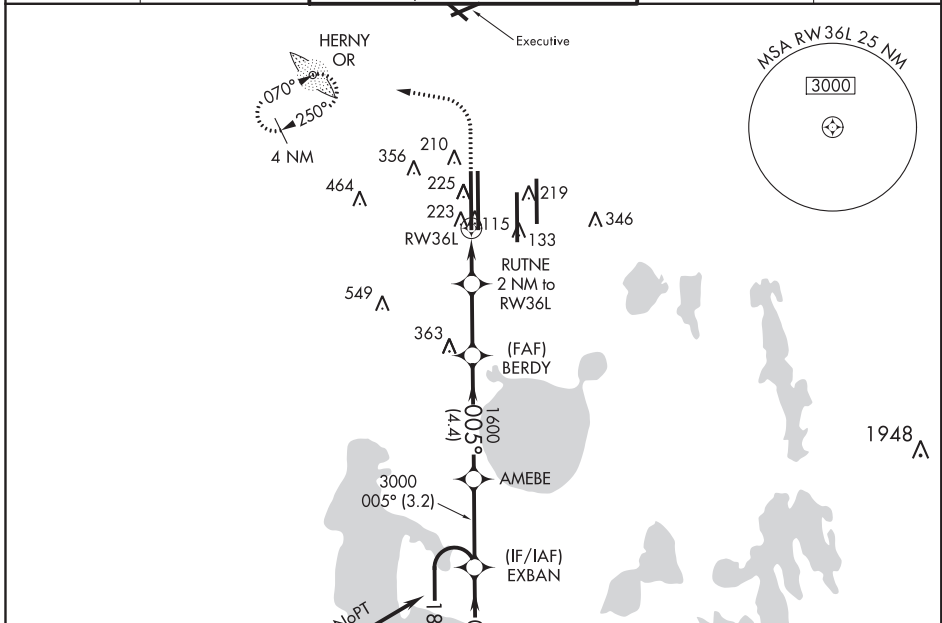 Executive
HERNY
OR
070°
250°
4 NM
MSA RW36L 25 NM
3000
210
356
464
225
219
223
115
346
RW36L
133
RUTNE
2 NM to
RW36L
549
363
(FAF)
BERDY
1600
005°
(4.4)
1948
AMEBE
3000
005° (3.2)
(IF/IAF)
EXBAN
NoPT
18